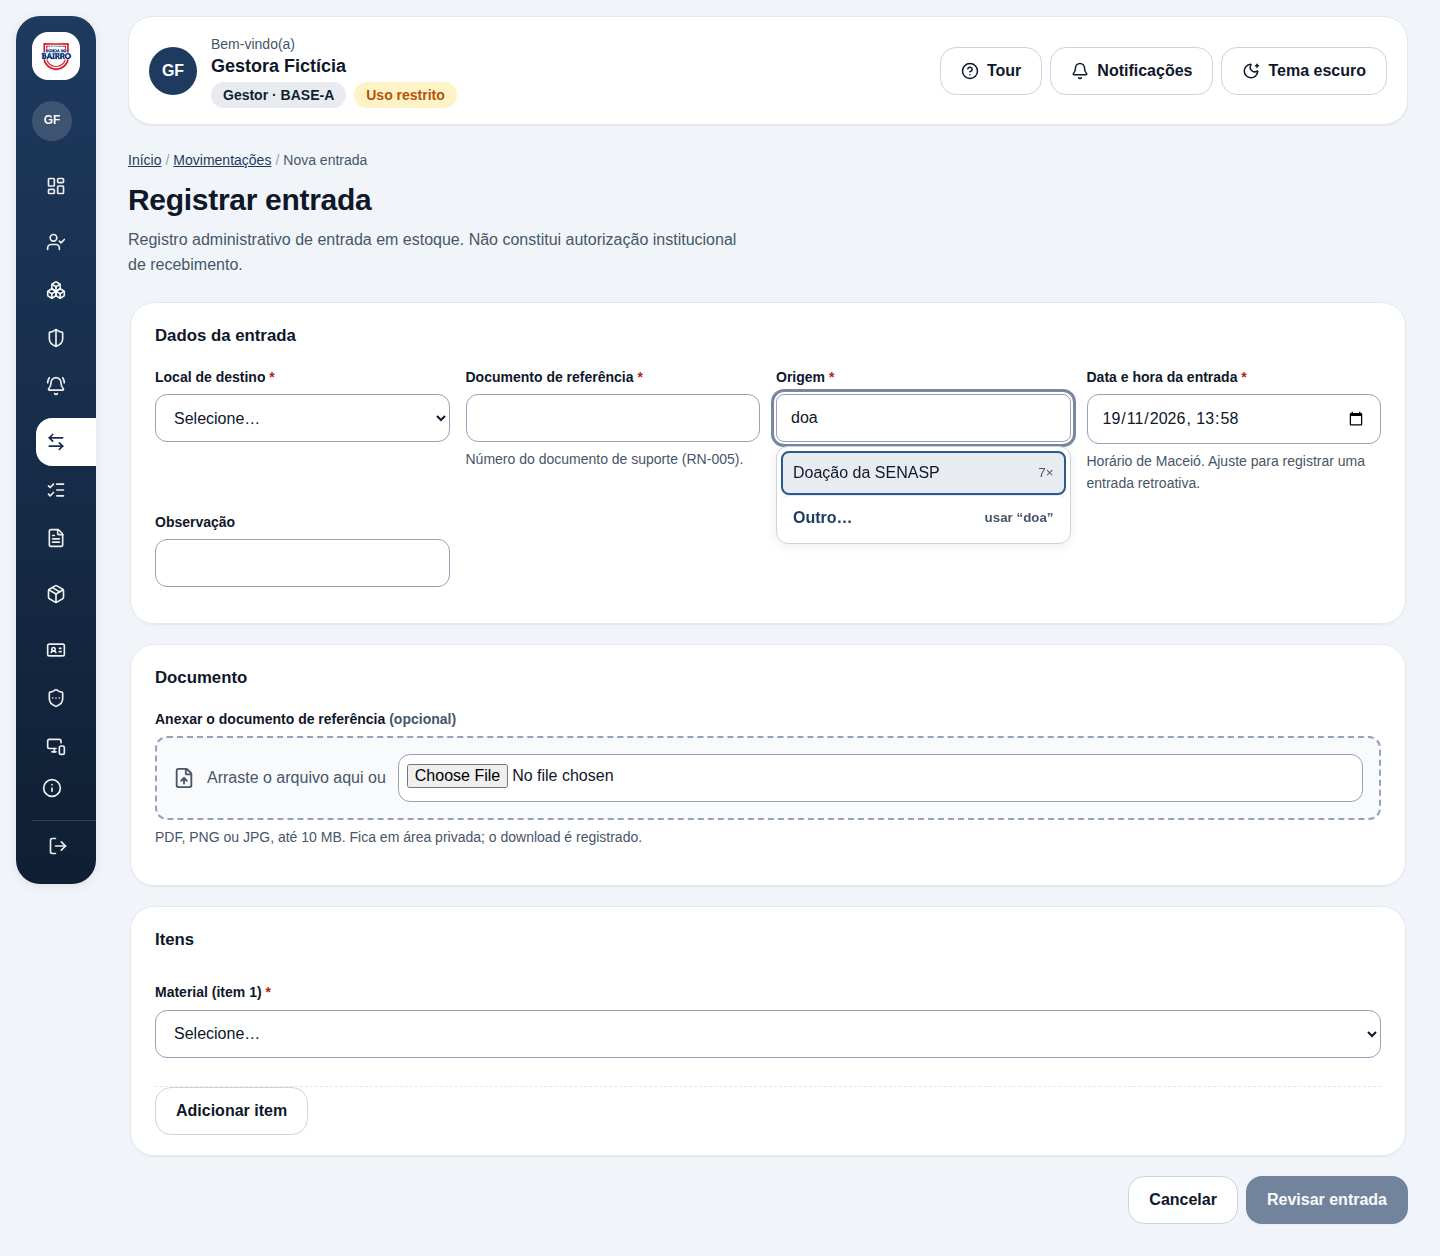 BAIRRO
GF
GF
Bem-vindo(a)
Gestora Fictícia
Gestor · BASE-A
Uso restrito
Tour
Notificações
Tema escuro
Início / Movimentações / Nova entrada
Registrar entrada
Registro administrativo de entrada em estoque. Não constitui autorização institucional
de recebimento.
Dados da entrada
Local de destino *
Selecione…
Documento de referência *
Número do documento de suporte (RN-005).
Origem *
doa
Doação da SENASP 7×
Outro… usar “doa”
Data e hora da entrada *
19/11/2026, 13:58
Horário de Maceió. Ajuste para registrar uma
entrada retroativa.
Observação
Documento
Anexar o documento de referência (opcional)
Arraste o arquivo aqui ou
Choose File No file chosen
PDF, PNG ou JPG, até 10 MB. Fica em área privada; o download é registrado.
Itens
Material (item 1) *
Selecione…
Adicionar item
Cancelar
Revisar entrada